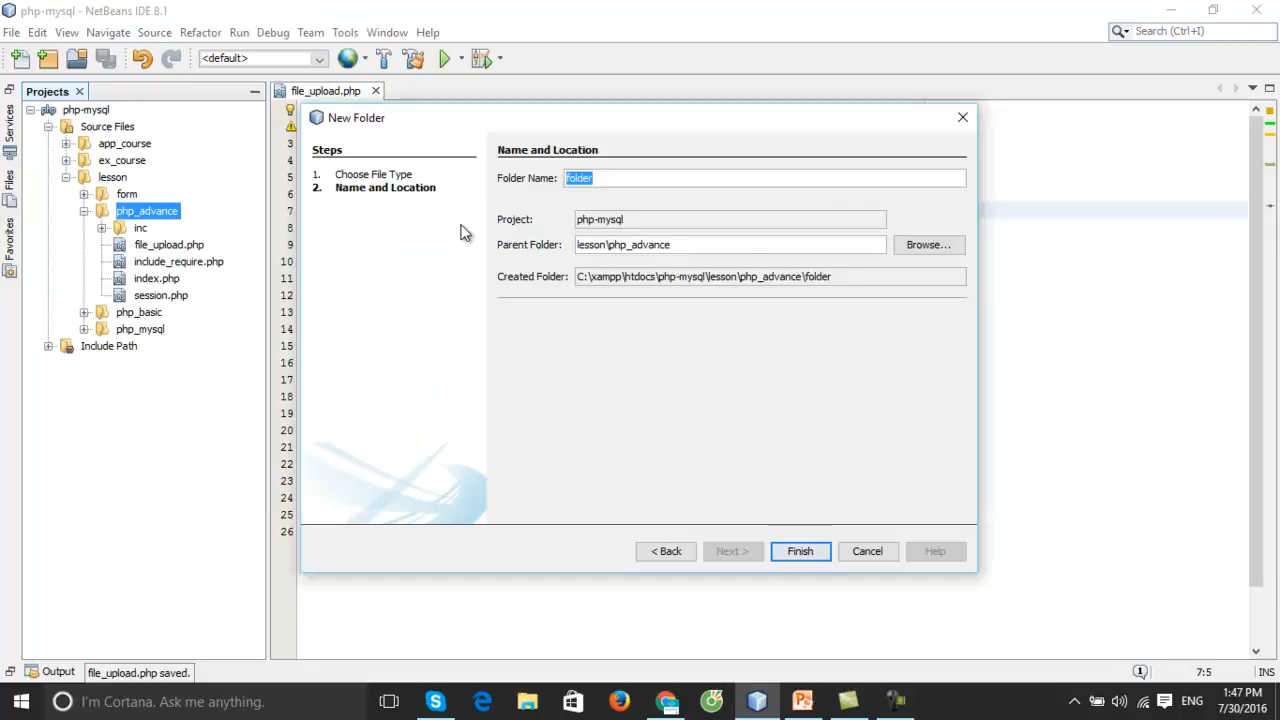 php-mysql - NetBeans IDE 8.1
File Edit View Navigate Source Refactor Run Debug Team Tools Window Help
Search (Ctrl+I)
<default>
Projects
file_upload.php
Services
Files
Favorites
php-mysql
Source Files
app_course
ex_course
lesson
form
php_advance
inc
file_upload.php
include_require.php
index.php
session.php
php_basic
php_mysql
Include Path
3
4
5
6
7
8
9
10
11
12
13
14
15
16
17
18
19
20
21
22
23
24
25
26
New Folder
Steps
1. Choose File Type
2. Name and Location
Name and Location
Folder Name: folder
Project: php-mysql
Parent Folder: lesson\php_advance
Browse...
Created Folder: C:\xampp\htdocs\php-mysql\lesson\php_advance\folder
< Back Next > Finish Cancel Help
Output
file_upload.php saved.
1
7:5
INS
I'm Cortana. Ask me anything.
ENG
1:47 PM
7/30/2016